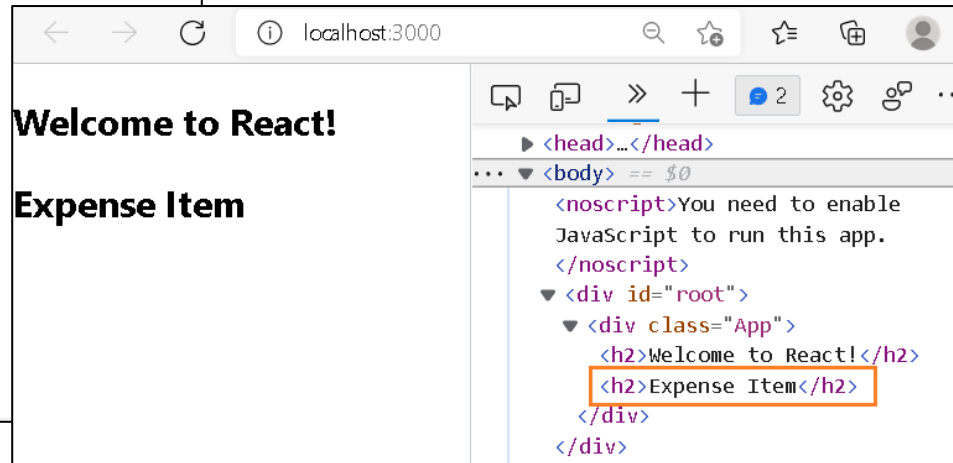 localhost:3000
Welcome to React!
Expense Item
2
<head>…</head>
··· <body> == $0
<noscript>You need to enable
JavaScript to run this app.
</noscript>
<div id="root">
<div class="App">
<h2>Welcome to React!</h2>
<h2>Expense Item</h2>
</div>
</div>